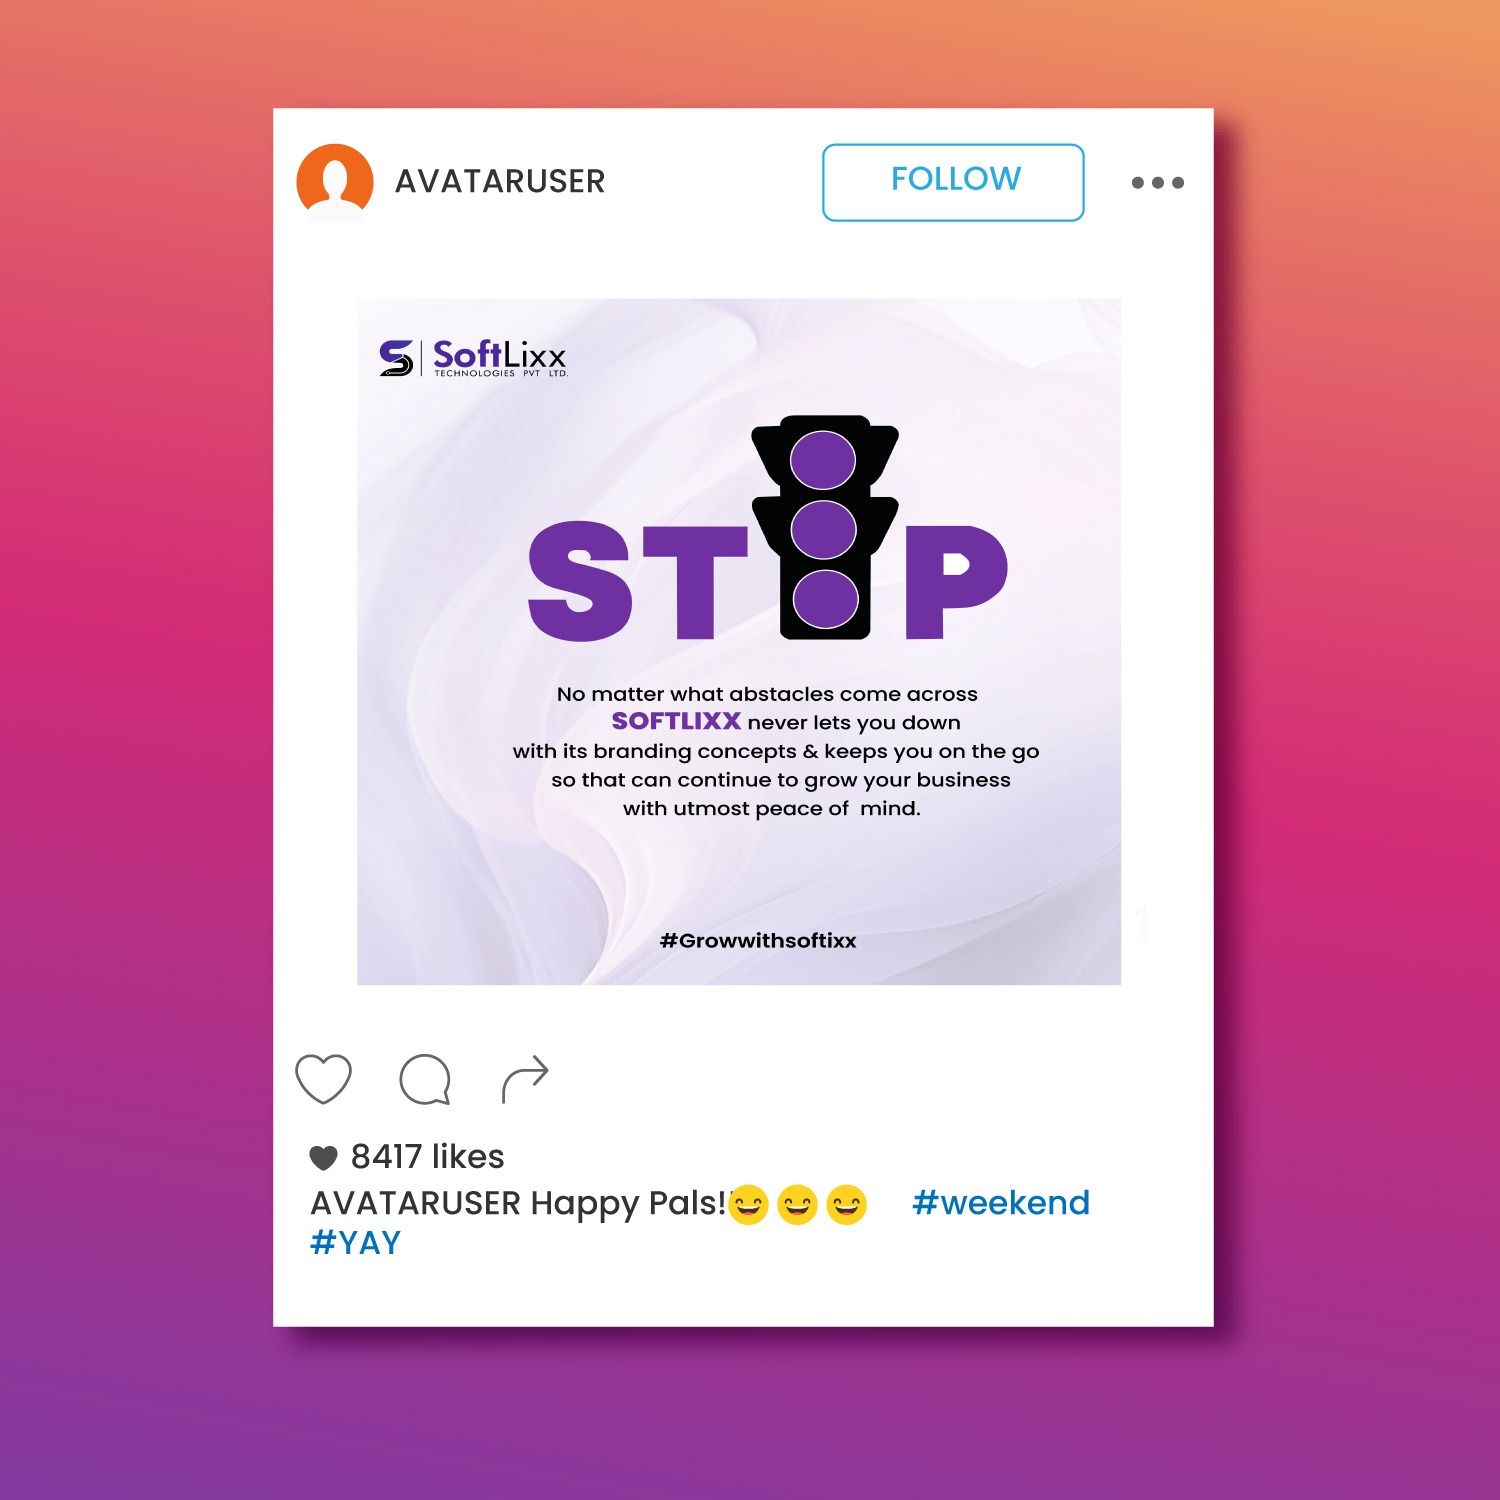 AVATARUSER
FOLLOW
SoftLixx
TECHNOLOGIES PVT LTD.
STOP
No matter what abstacles come across
SOFTLIXX never lets you down
with its branding concepts & keeps you on the go
so that can continue to grow your business
with utmost peace of mind.
#Growwithsoftixx
1
8417 likes
AVATARUSER Happy Pals!! 😄 😄 😄 #weekend
#YAY